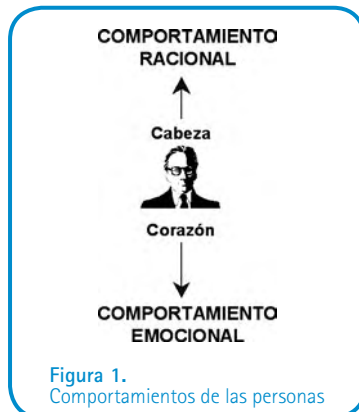 COMPORTAMIENTO
RACIONAL
Cabeza
Corazón
COMPORTAMIENTO
EMOCIONAL
Figura 1.
Comportamientos de las personas